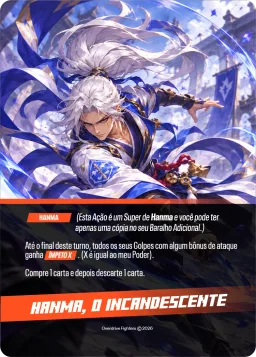 HANMA (Esta Ação é um Super de Hanma e você pode ter
apenas uma cópia no seu Baralho Adicional.)
Até o final deste turno, todos os seus Golpes com algum bônus de ataque
ganha ÍMPETO X . (X é igual ao meu Poder).
Compre 1 carta e depois descarte 1 carta.
HANMA, O INCANDESCENTE
Overdrive Fighters © 2026